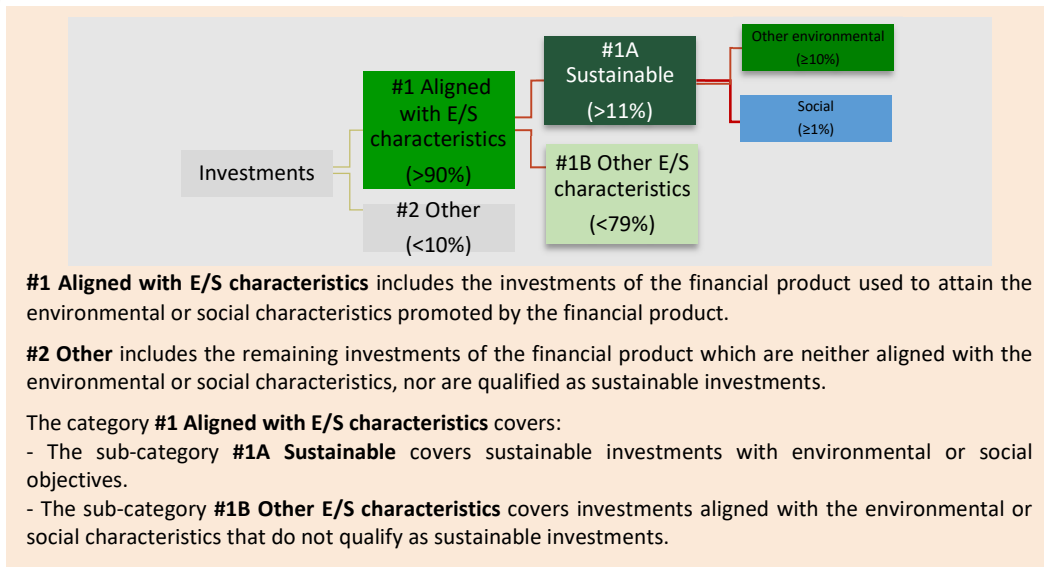 Investments
#1 Aligned
with E/S
characteristics
(>90%)
#2 Other
(<10%)
#1A
Sustainable
(>11%)
#1B Other E/S
characteristics
(<79%)
Other environmental
(≥10%)
Social
(≥1%)
#1 Aligned with E/S characteristics includes the investments of the financial product used to attain the
environmental or social characteristics promoted by the financial product.
#2 Other includes the remaining investments of the financial product which are neither aligned with the
environmental or social characteristics, nor are qualified as sustainable investments.
The category #1 Aligned with E/S characteristics covers:
- The sub-category #1A Sustainable covers sustainable investments with environmental or social
objectives.
- The sub-category #1B Other E/S characteristics covers investments aligned with the environmental or
social characteristics that do not qualify as sustainable investments.